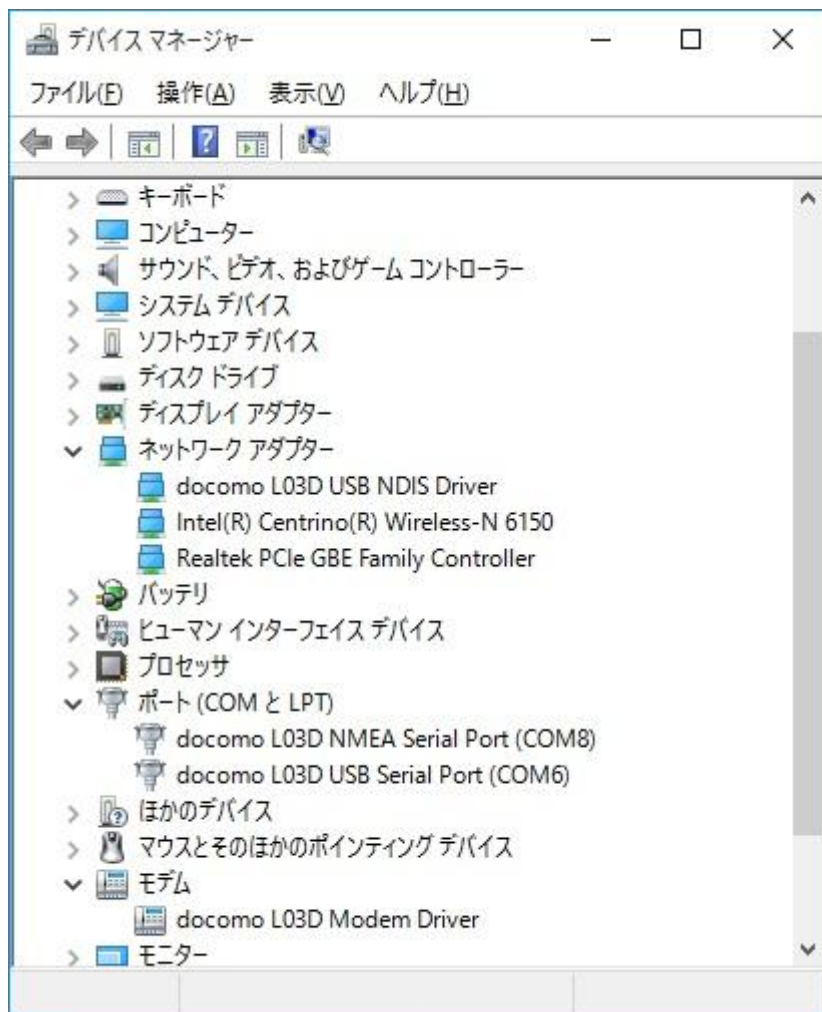 デバイス マネージャー
ファイル(F) 操作(A) 表示(V) ヘルプ(H)
キーボード
コンピューター
サウンド、ビデオ、およびゲーム コントローラー
システム デバイス
ソフトウェア デバイス
ディスク ドライブ
ディスプレイ アダプター
ネットワーク アダプター
docomo L03D USB NDIS Driver
Intel(R) Centrino(R) Wireless-N 6150
Realtek PCIe GBE Family Controller
バッテリ
ヒューマン インターフェイス デバイス
プロセッサ
ポート (COM と LPT)
docomo L03D NMEA Serial Port (COM8)
docomo L03D USB Serial Port (COM6)
ほかのデバイス
マウスとそのほかのポインティング デバイス
モデム
docomo L03D Modem Driver
モニター